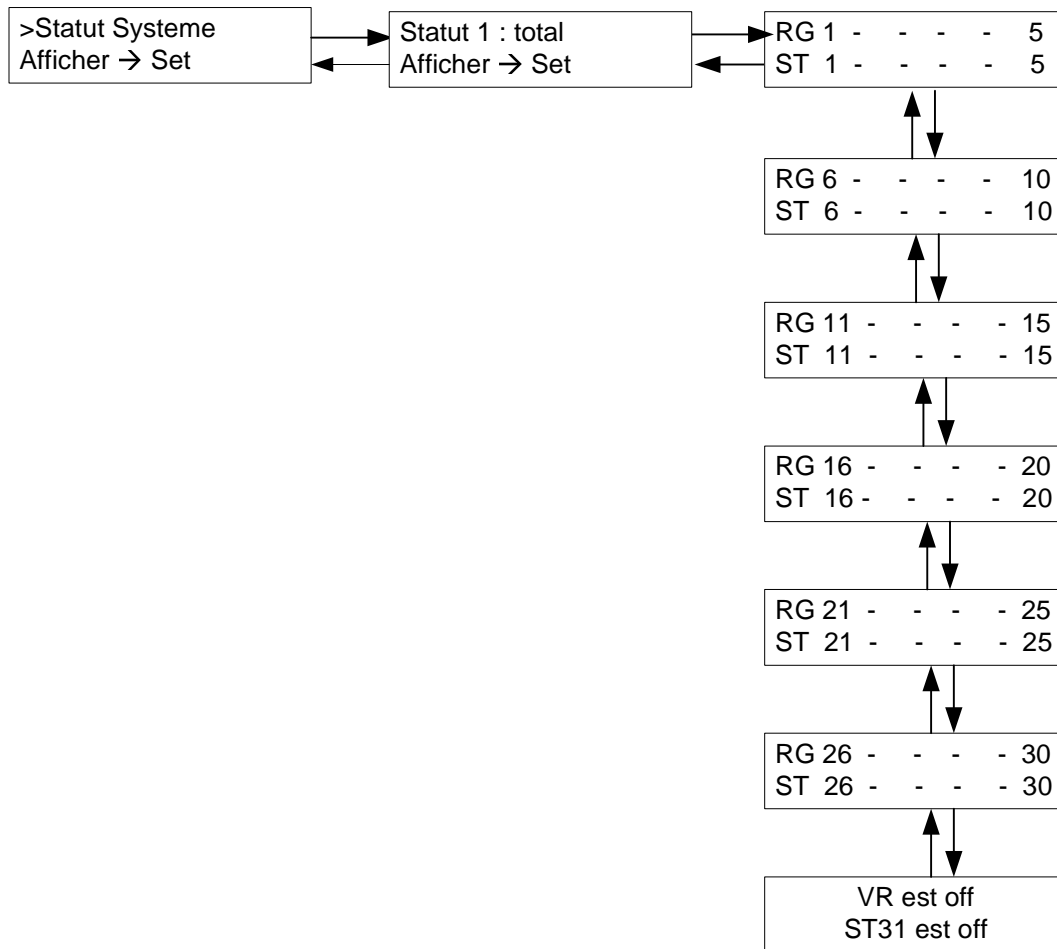 >Statut Systeme
Afficher → Set
Statut 1 : total
Afficher → Set
RG 1 - - - - 5
ST 1 - - - - 5
RG 6 - - - - 10
ST 6 - - - - 10
RG 11 - - - - 15
ST 11 - - - - 15
RG 16 - - - - 20
ST 16 - - - - 20
RG 21 - - - - 25
ST 21 - - - - 25
RG 26 - - - - 30
ST 26 - - - - 30
VR est off
ST31 est off